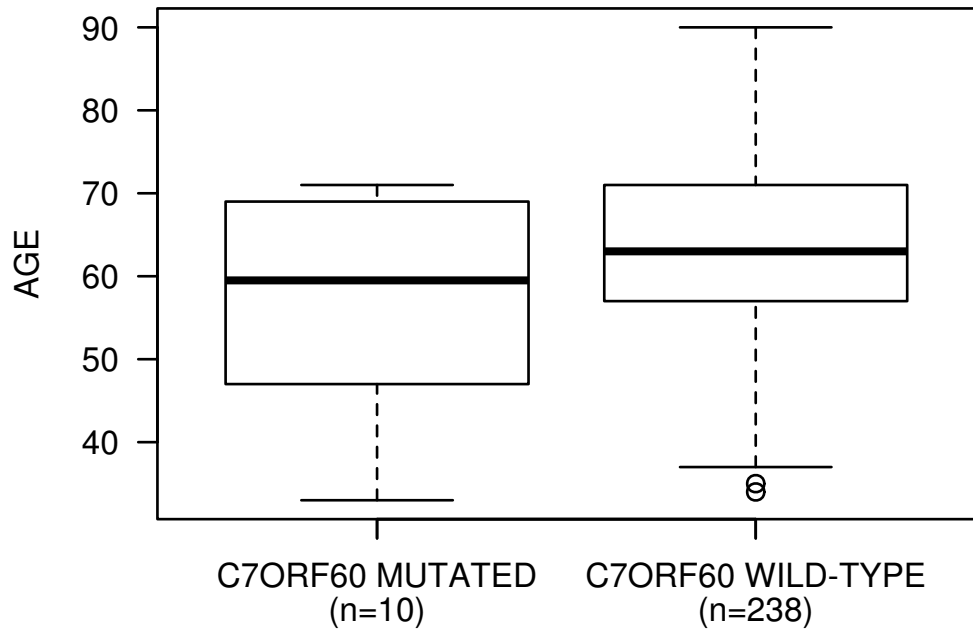 90
80
70
60
50
40
AGE
C7ORF60 MUTATED
(n=10)
C7ORF60 WILD-TYPE
(n=238)